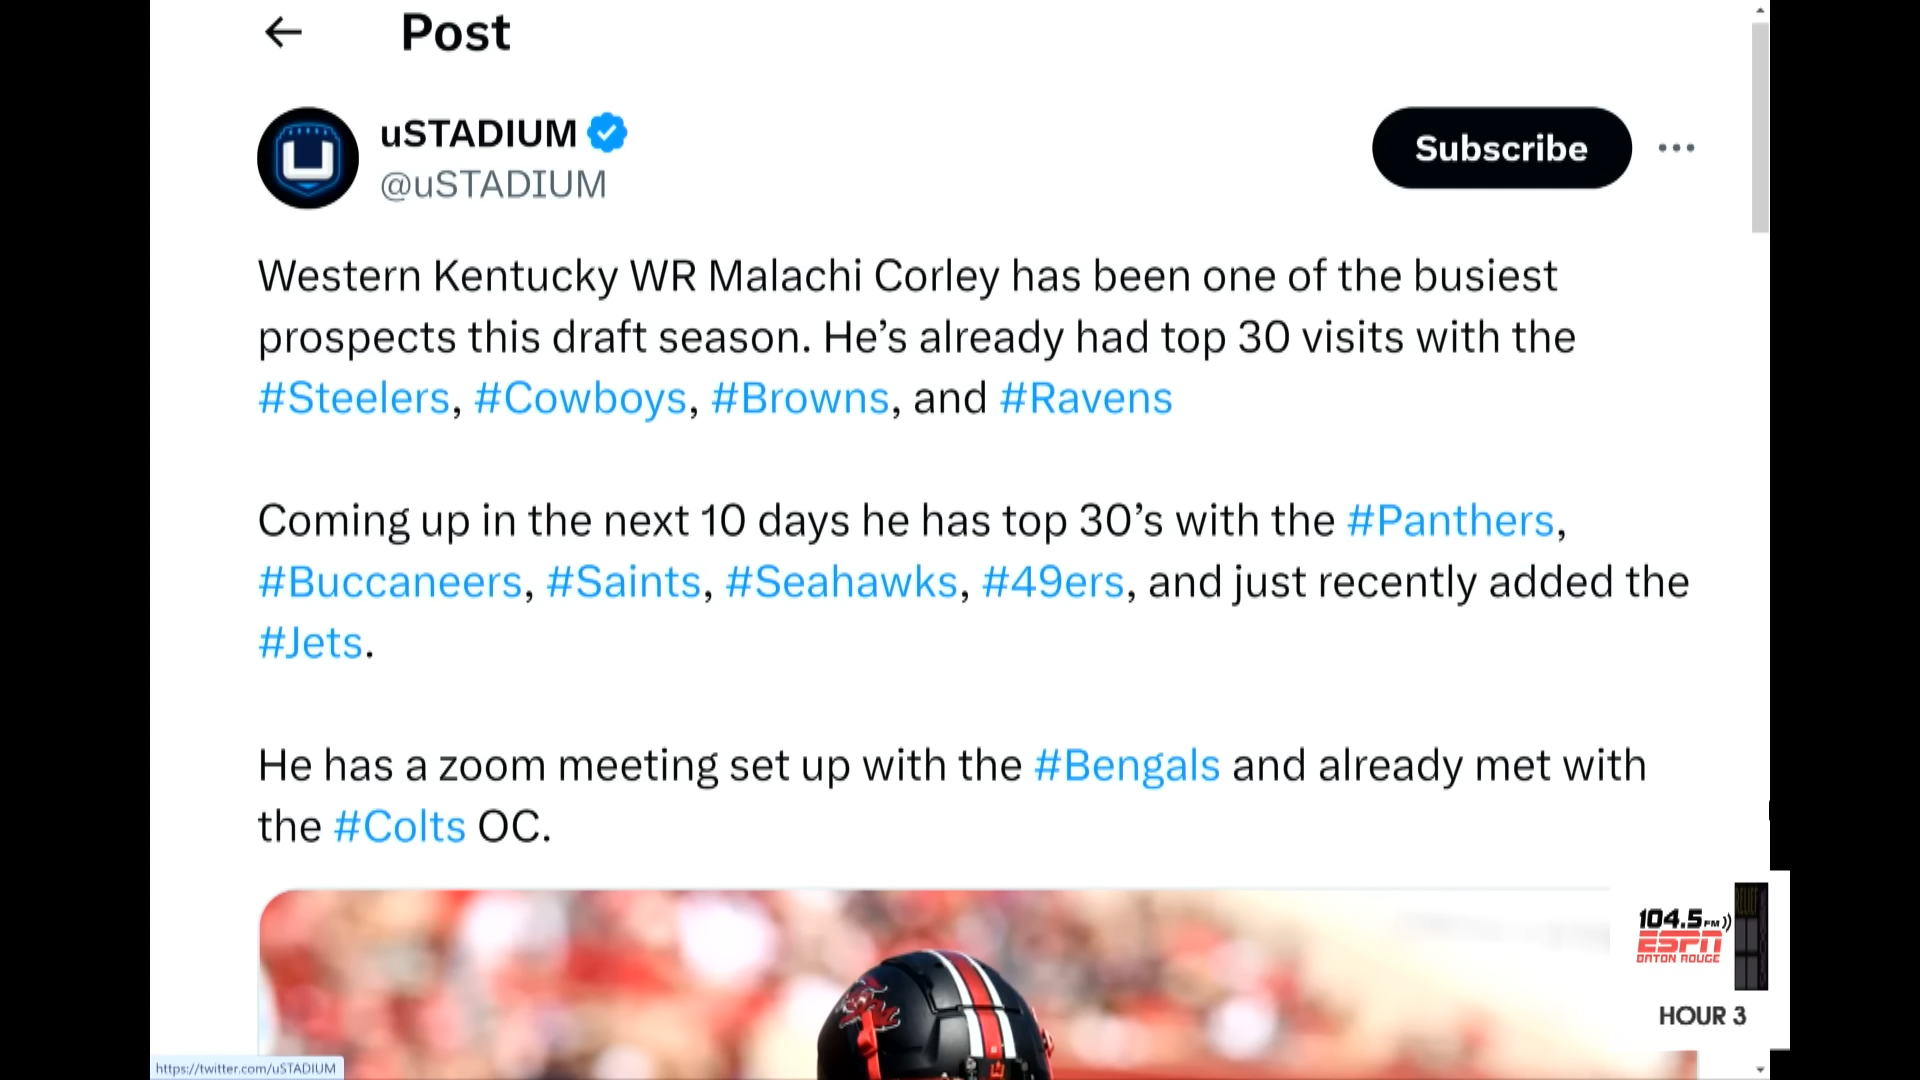 Post
uSTADIUM
@uSTADIUM
Subscribe
Western Kentucky WR Malachi Corley has been one of the busiest
prospects this draft season. He’s already had top 30 visits with the
#Steelers, #Cowboys, #Browns, and #Ravens
Coming up in the next 10 days he has top 30’s with the #Panthers,
#Buccaneers, #Saints, #Seahawks, #49ers, and just recently added the
#Jets.
He has a zoom meeting set up with the #Bengals and already met with
the #Colts OC.
104.5 FM
ESPN
BATON ROUGE
HOUR 3
https://twitter.com/uSTADIUM